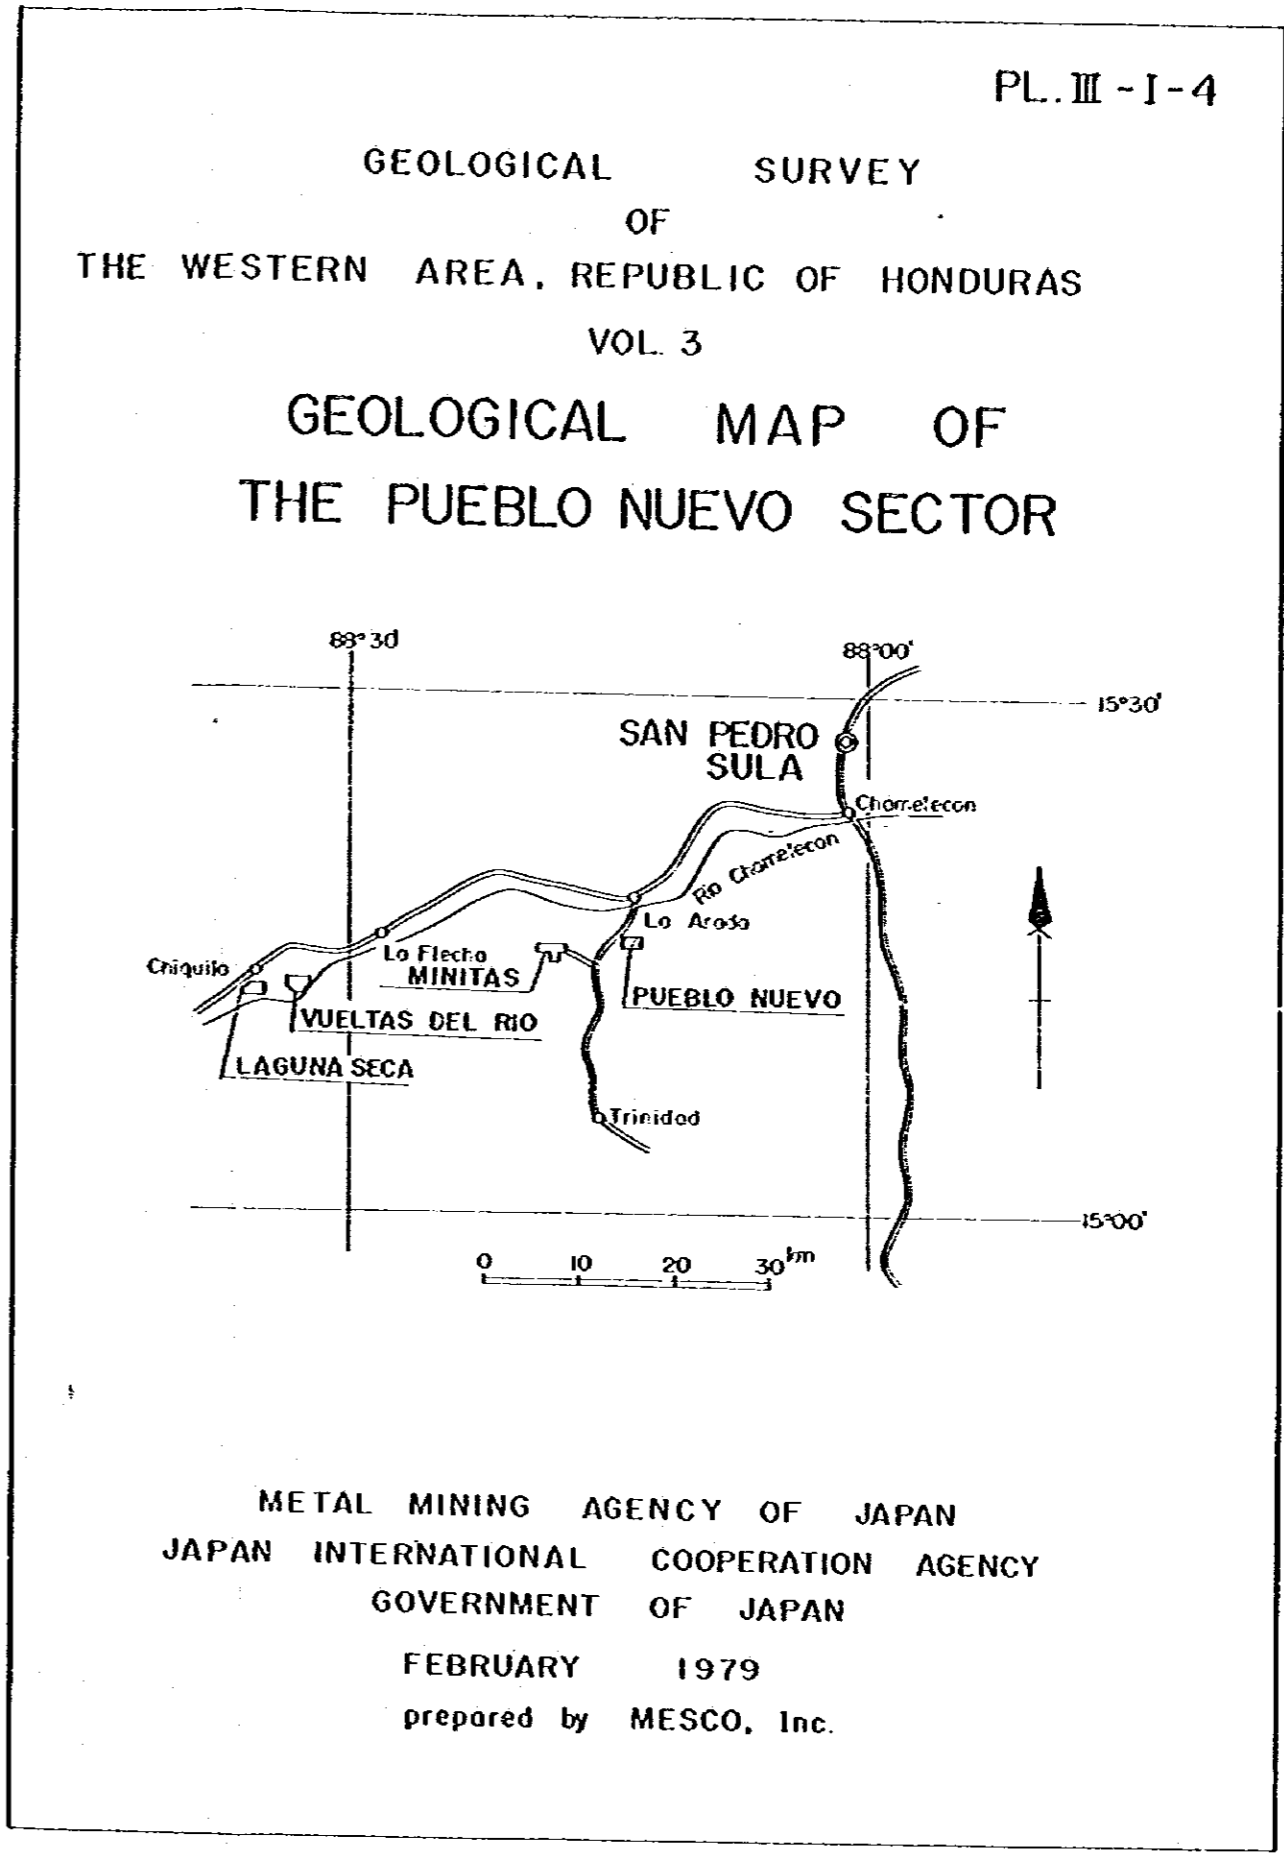 PL. III - I - 4
GEOLOGICAL SURVEY
OF
THE WESTERN AREA, REPUBLIC OF HONDURAS
VOL. 3
GEOLOGICAL MAP OF
THE PUEBLO NUEVO SECTOR
88°30'
88°00'
15°30'
SAN PEDRO
SULA
Chamelecon
Rio Chamelecon
La Arada
La Flecha
Chiquila
MINITAS
PUEBLO NUEVO
VUELTAS DEL RIO
LAGUNA SECA
Trinidad
15°00'
0 10 20 30 km
METAL MINING AGENCY OF JAPAN
JAPAN INTERNATIONAL COOPERATION AGENCY
GOVERNMENT OF JAPAN
FEBRUARY 1979
prepared by MESCO, Inc.